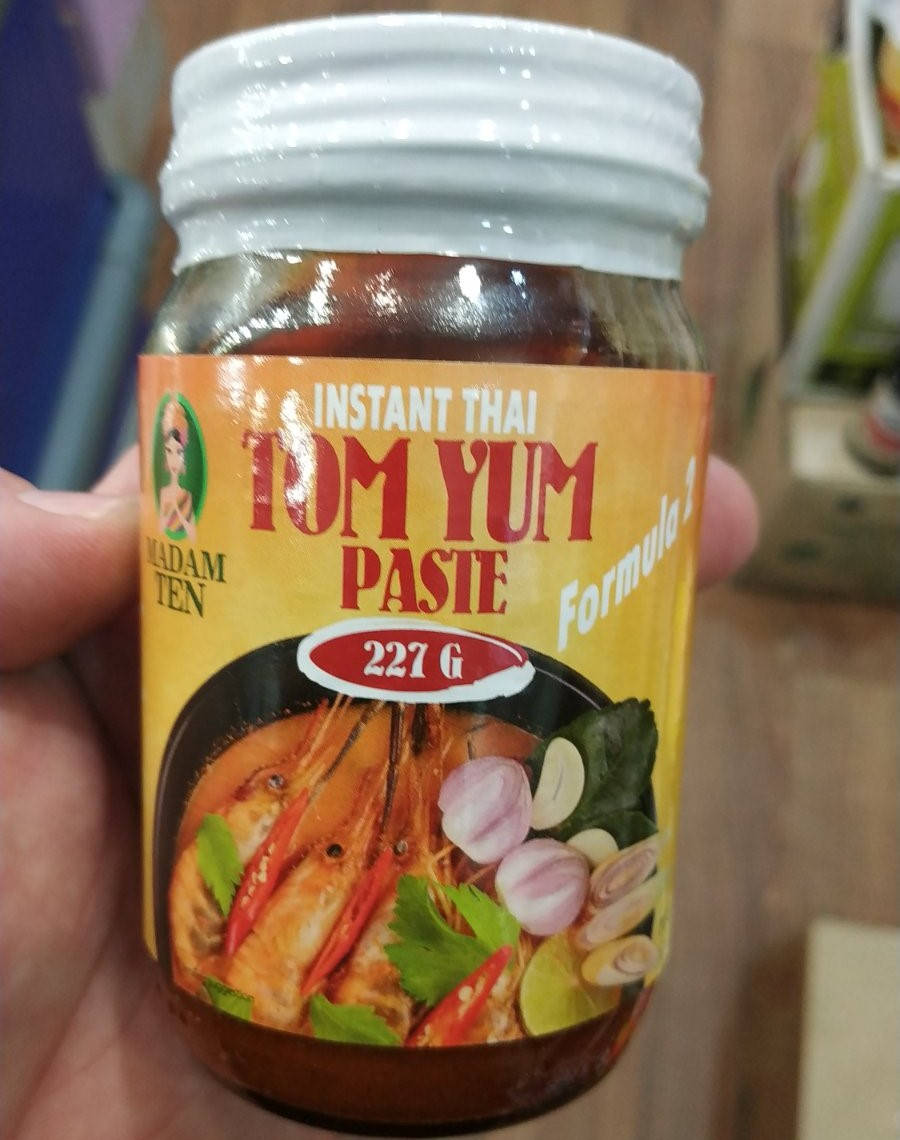 INSTANT THAI
TOM YUM
PASTE
MADAM
TEN
Formula 2
227 G